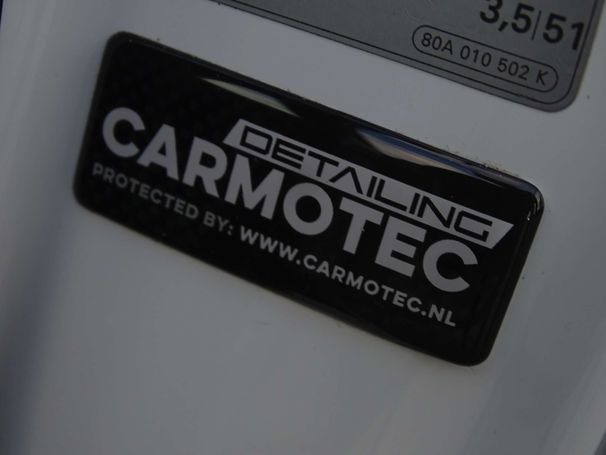 3,5|51
80A 010 502 K
DETAILING
CARMOTEC
PROTECTED BY: WWW.CARMOTEC.NL